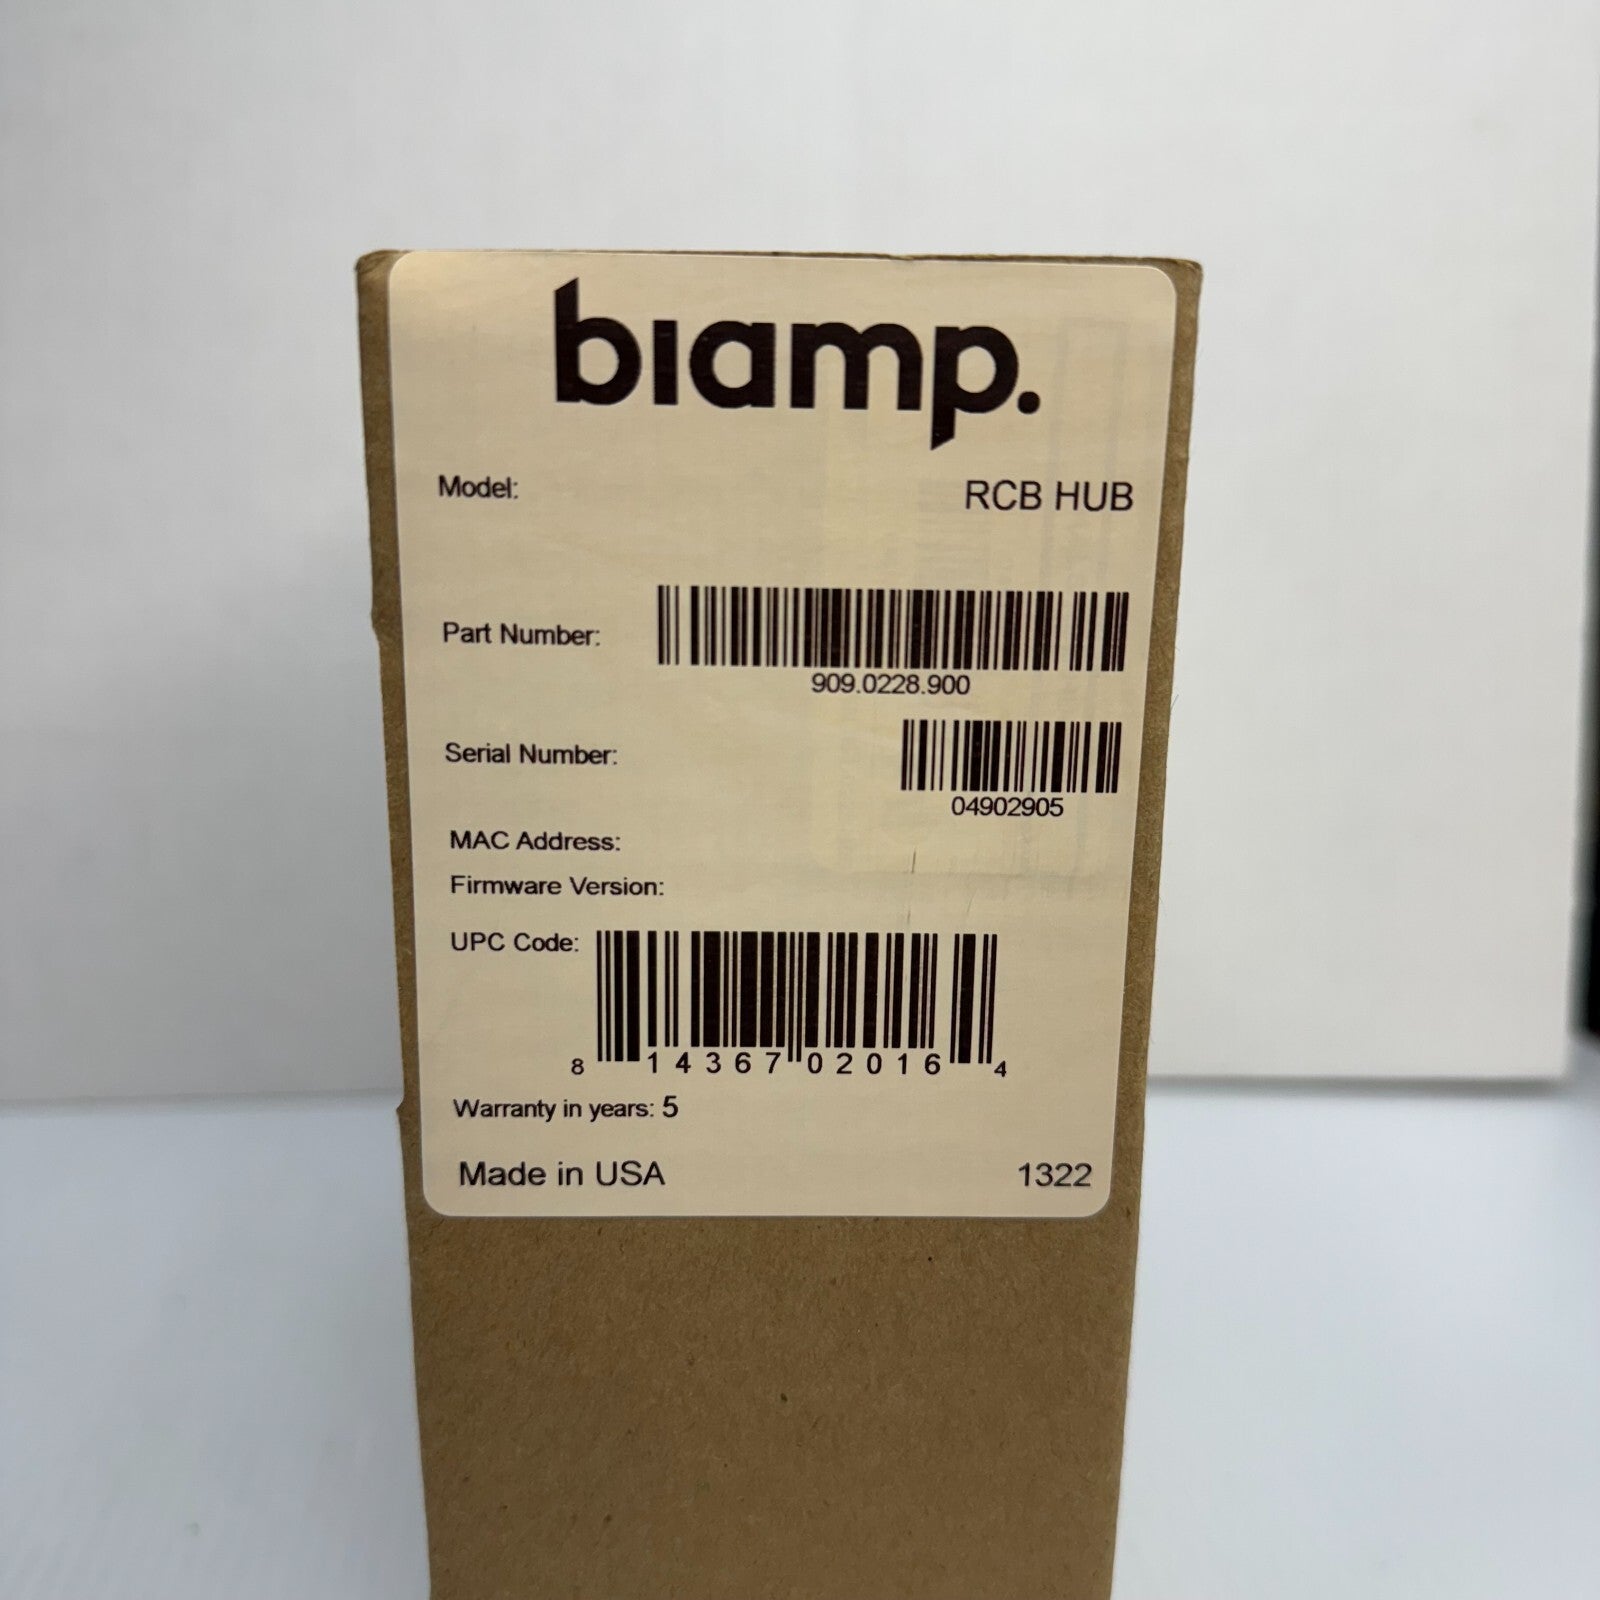 biamp.
Model: RCB HUB
Part Number:
909.0228.900
Serial Number:
04902905
MAC Address:
Firmware Version:
UPC Code:
8 14367 02016 4
Warranty in years: 5
Made in USA 1322